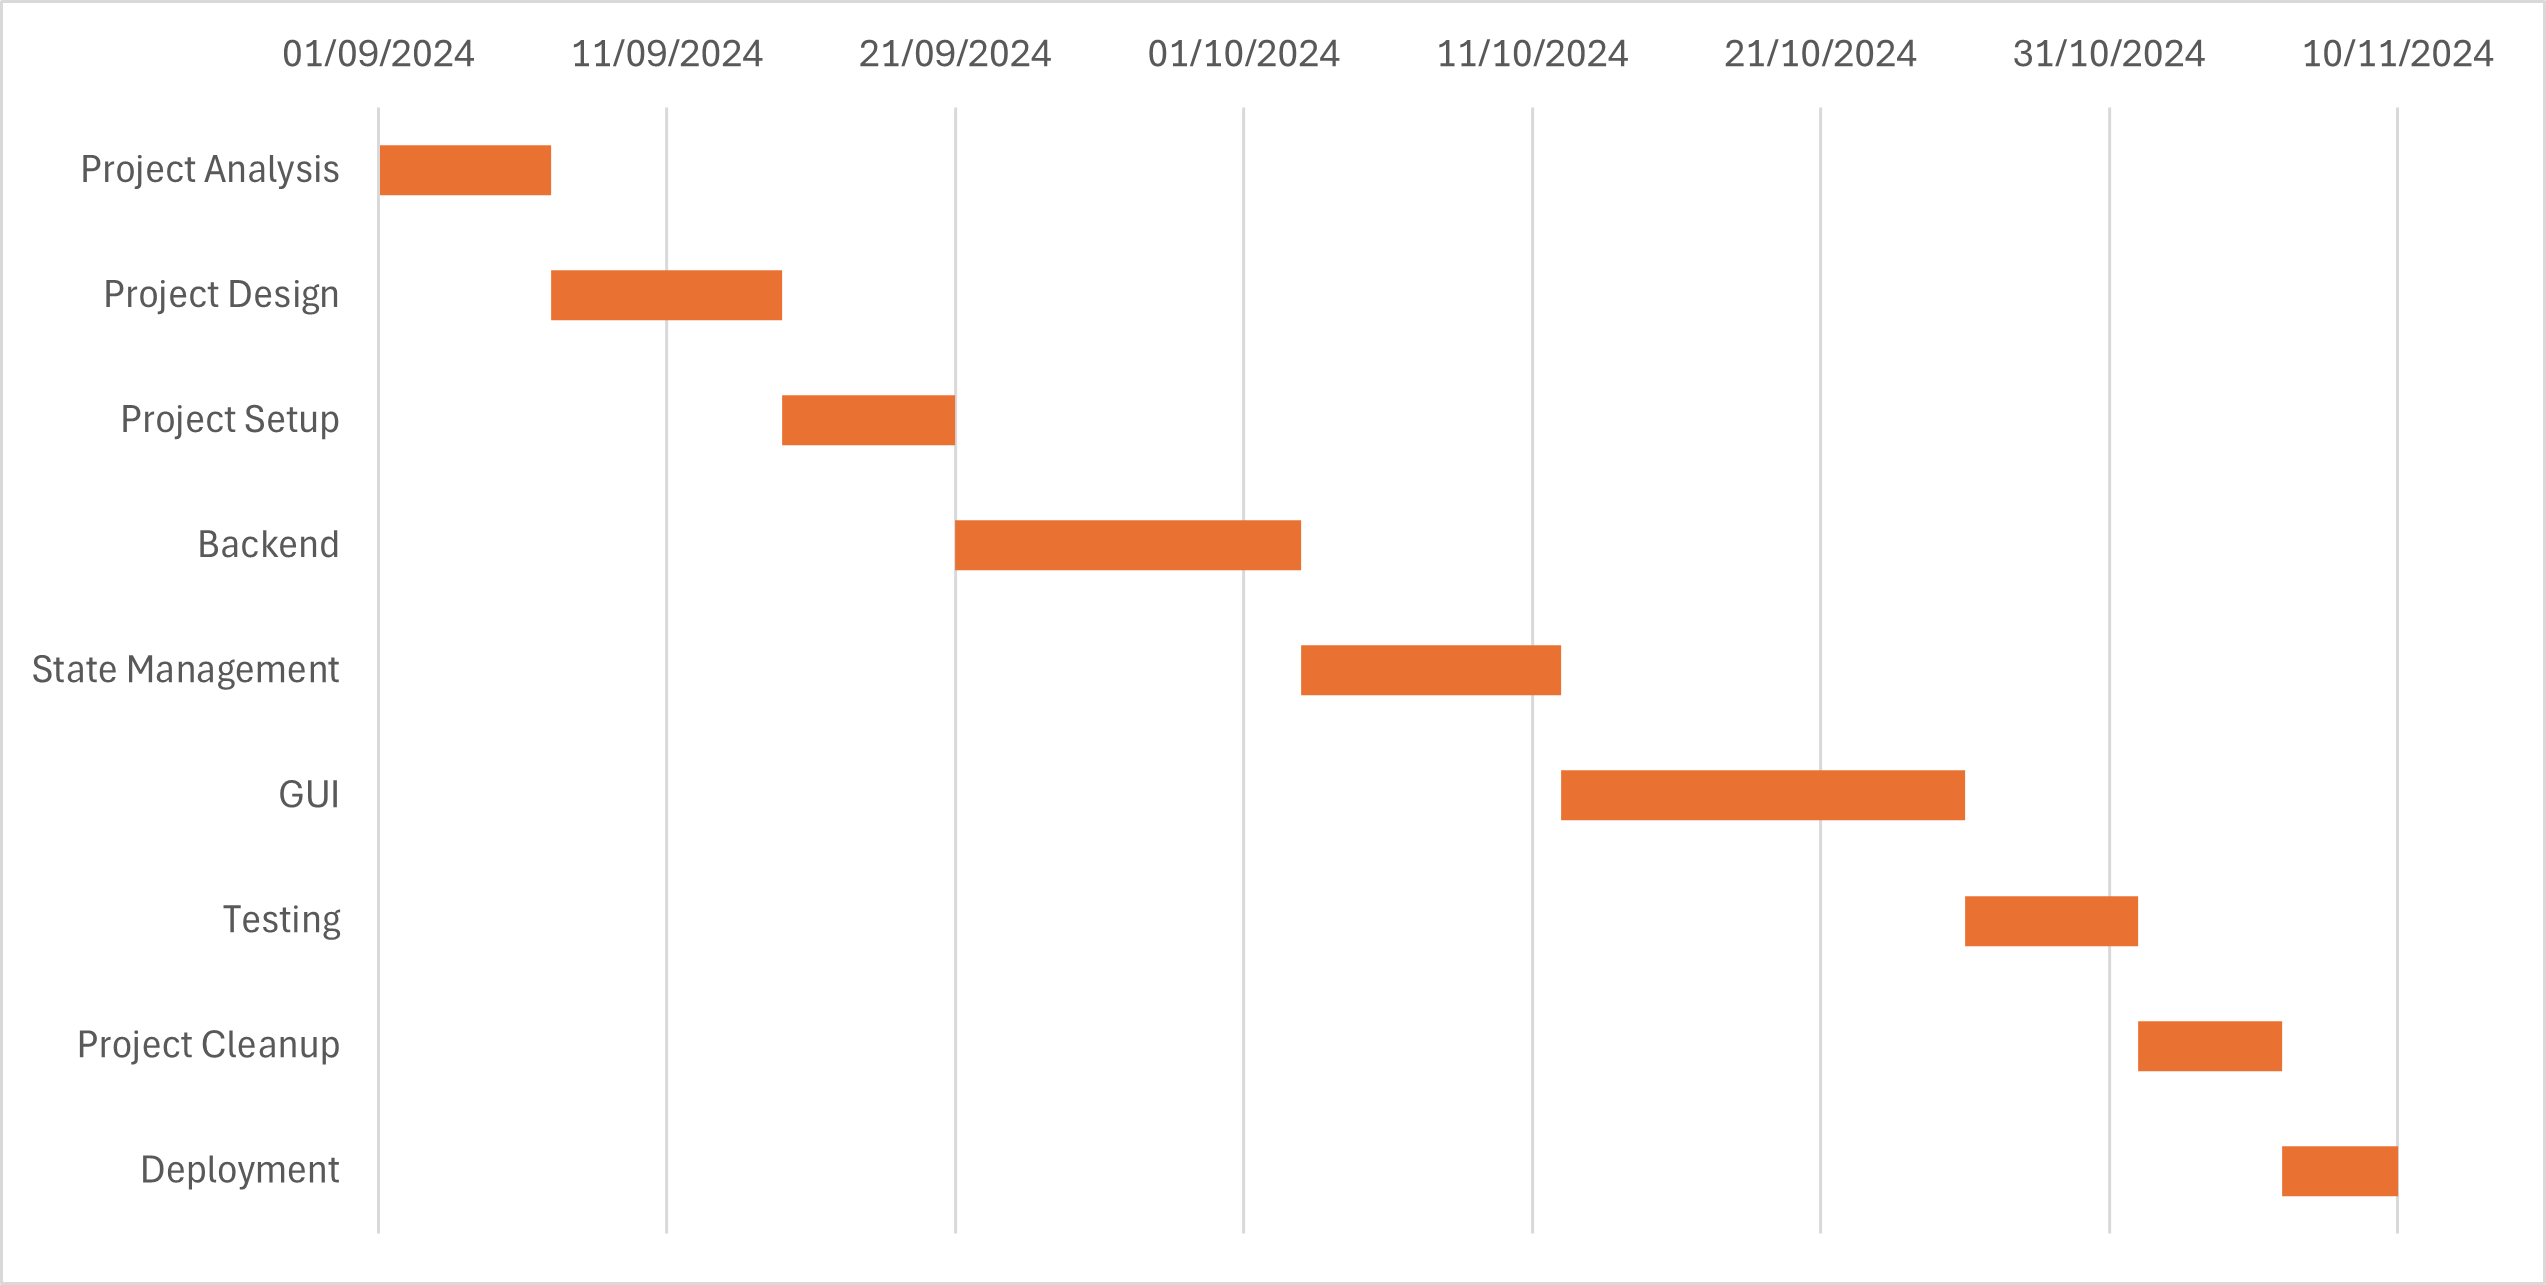 01/09/2024 11/09/2024 21/09/2024 01/10/2024 11/10/2024 21/10/2024 31/10/2024 10/11/2024
Project Analysis
Project Design
Project Setup
Backend
State Management
GUI
Testing
Project Cleanup
Deployment